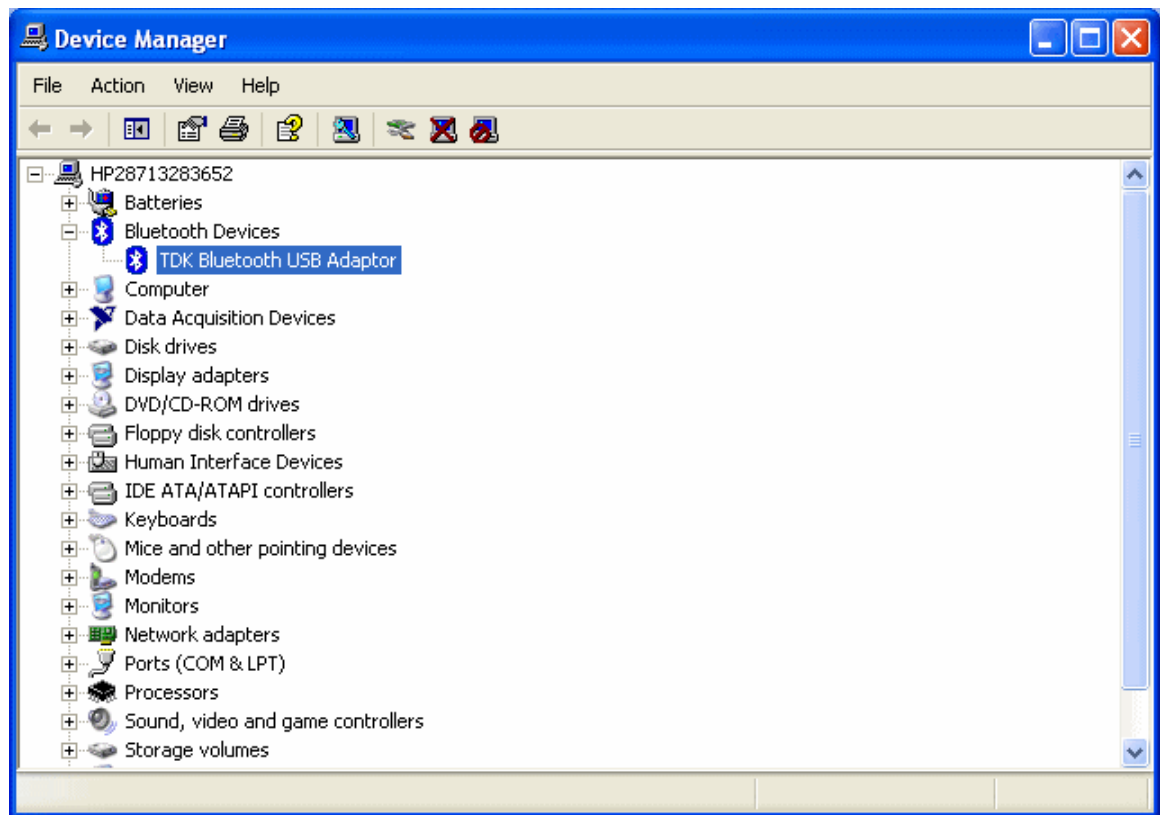 Device Manager
File Action View Help
HP28713283652
Batteries
Bluetooth Devices
TDK Bluetooth USB Adaptor
Computer
Data Acquisition Devices
Disk drives
Display adapters
DVD/CD-ROM drives
Floppy disk controllers
Human Interface Devices
IDE ATA/ATAPI controllers
Keyboards
Mice and other pointing devices
Modems
Monitors
Network adapters
Ports (COM & LPT)
Processors
Sound, video and game controllers
Storage volumes